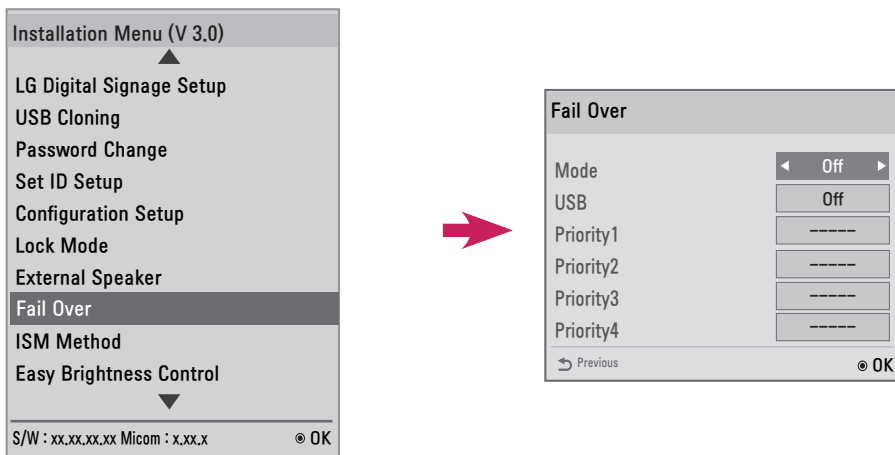 Installation Menu (V 3.0)
LG Digital Signage Setup
USB Cloning
Password Change
Set ID Setup
Configuration Setup
Lock Mode
External Speaker
Fail Over
ISM Method
Easy Brightness Control
S/W : xx.xx.xx.xx Micom : x.xx.x ◉ OK
Fail Over
Mode ◀ Off ▶
USB Off
Priority1 -----
Priority2 -----
Priority3 -----
Priority4 -----
Previous ◉ OK